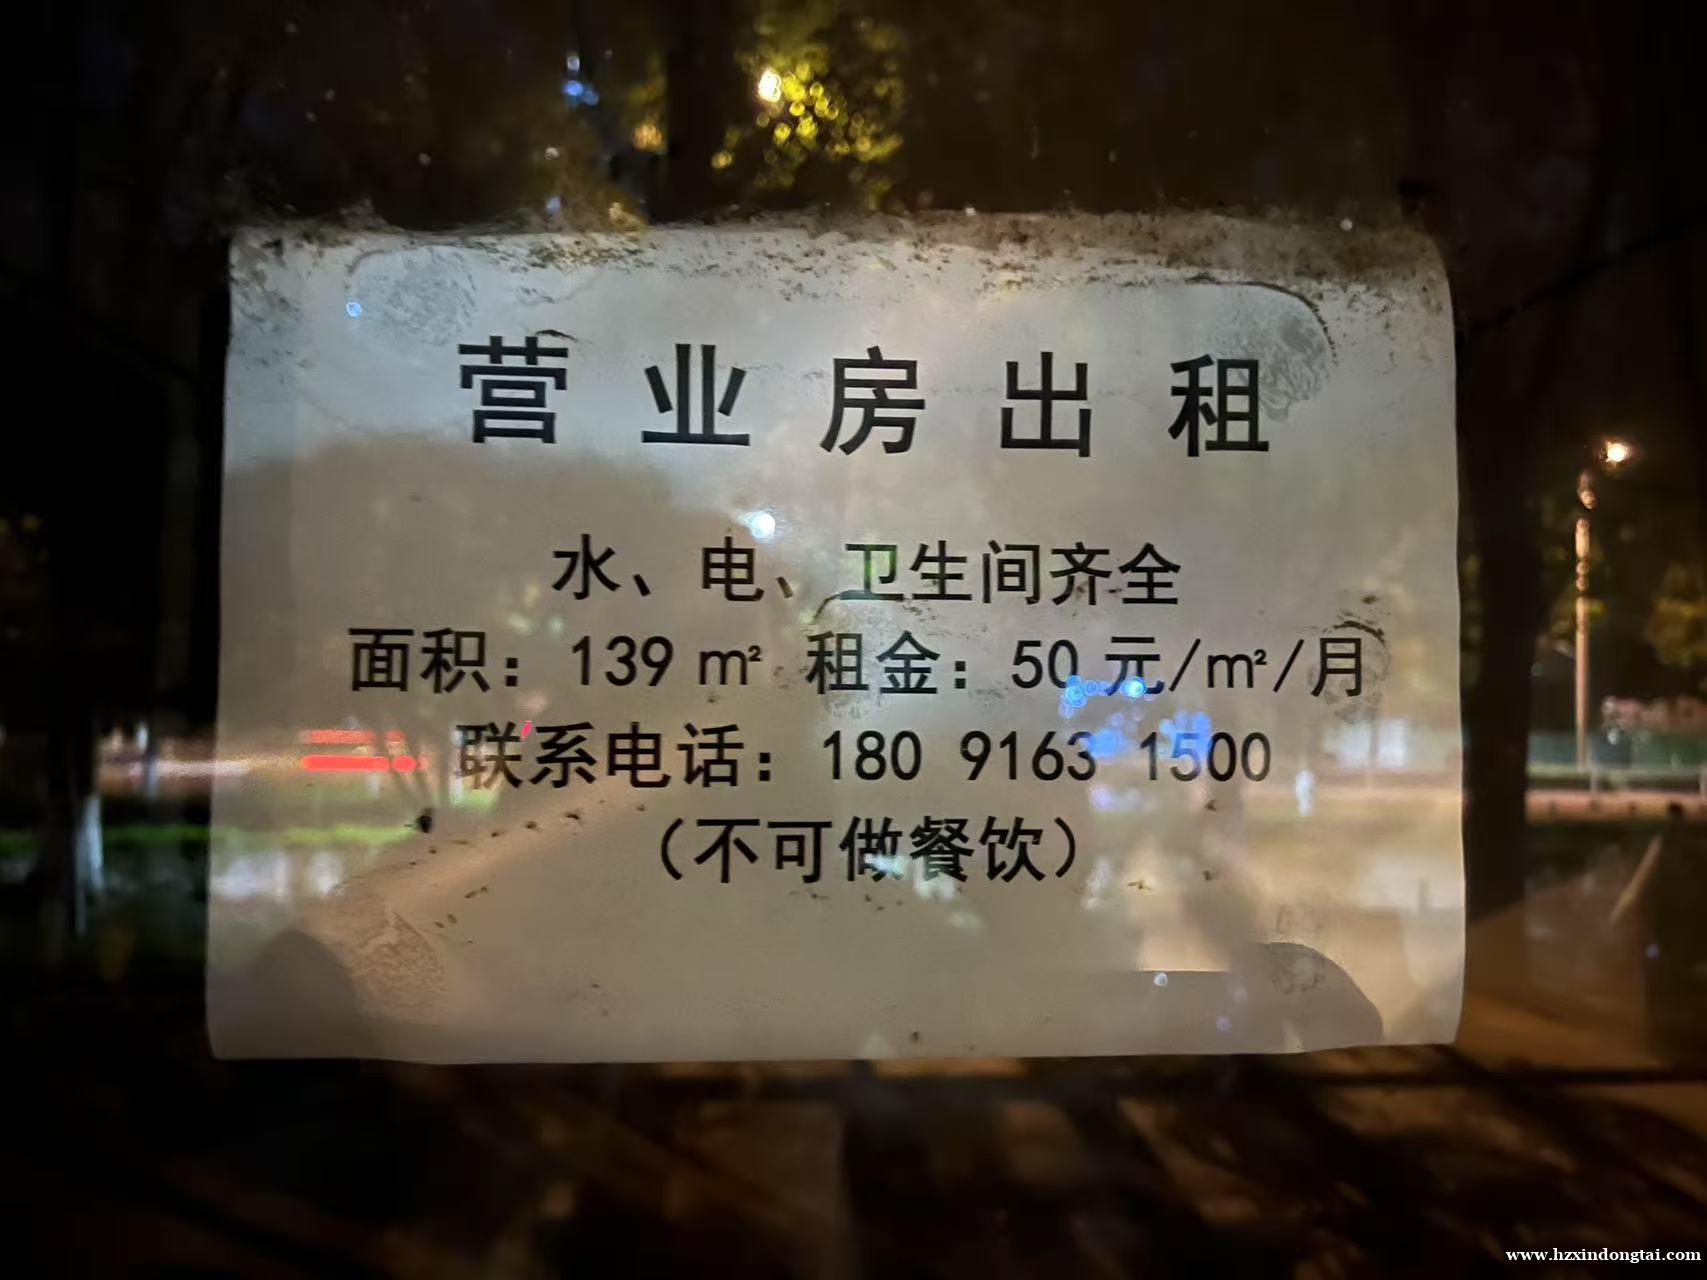 营业房出租
水、电、卫生间齐全
面积：139 m² 租金：50 元/m²/月
联系电话：180 9163 1500
（不可做餐饮）
www.hzxindongtai.com